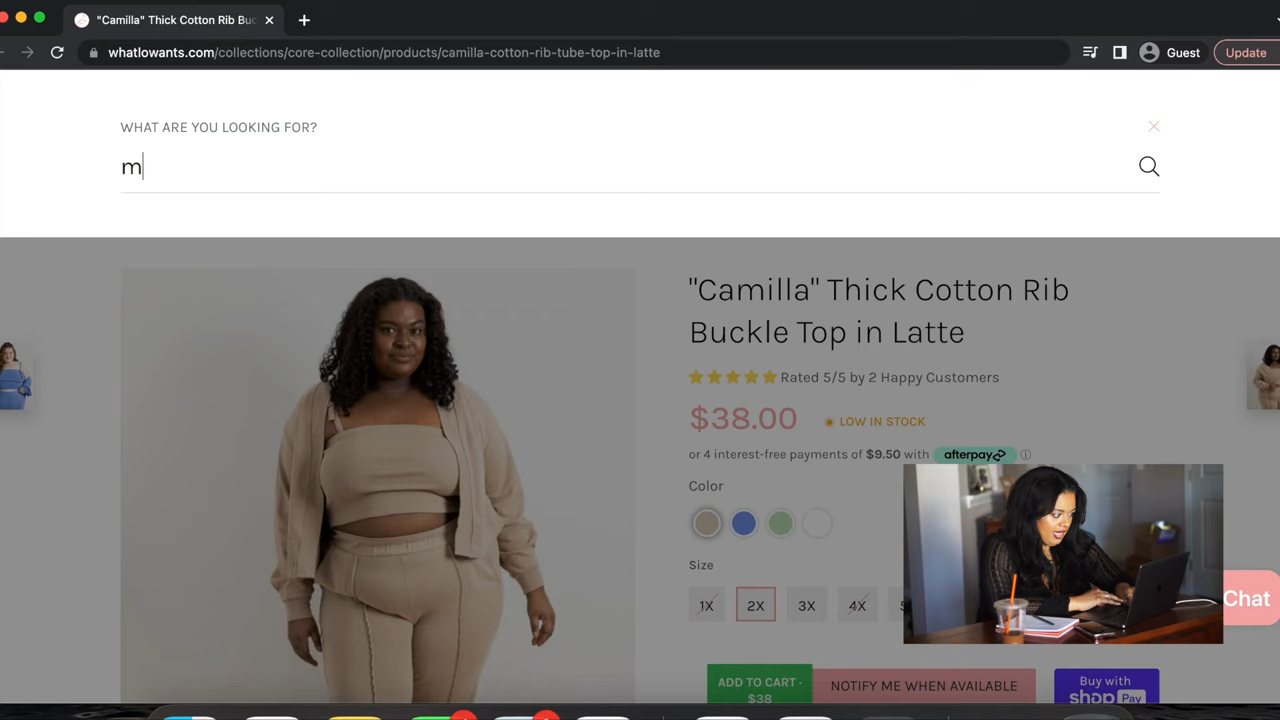 "Camilla" Thick Cotton Rib Buc
whatlowants.com/collections/core-collection/products/camilla-cotton-rib-tube-top-in-latte
Guest
Update
WHAT ARE YOU LOOKING FOR?
m
"Camilla" Thick Cotton Rib
Buckle Top in Latte
Rated 5/5 by 2 Happy Customers
$38.00
LOW IN STOCK
or 4 interest-free payments of $9.50 with afterpay
Color
Size
1X 2X 3X 4X
Chat
ADD TO CART ·
$38
NOTIFY ME WHEN AVAILABLE
Buy with
shop Pay